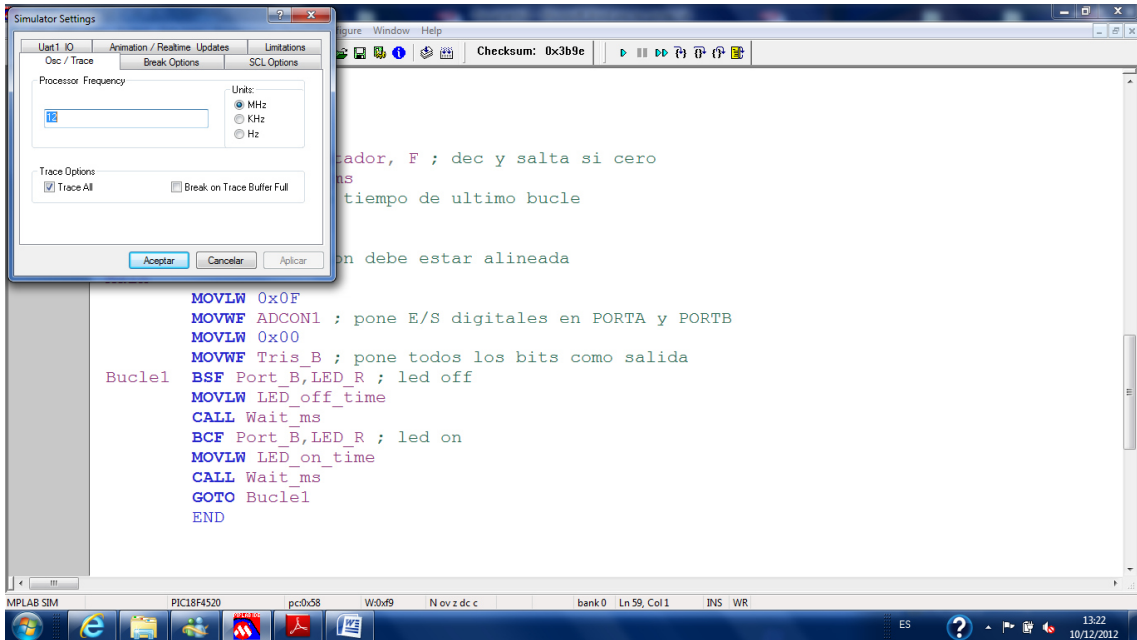 Simulator Settings
Uart1 IO
Animation / Realtime Updates
Limitations
Osc / Trace
Break Options
SCL Options
Processor Frequency
12
Units:
MHz
KHz
Hz
Trace Options
Trace All
Break on Trace Buffer Full
Aceptar
Cancelar
Aplicar
igure Window Help
Checksum: 0x3b9e
tador, F ; dec y salta si cero
ms
tiempo de ultimo bucle
on debe estar alineada
MOVLW 0x0F
MOVWF ADCON1 ; pone E/S digitales en PORTA y PORTB
MOVLW 0x00
MOVWF Tris_B ; pone todos los bits como salida
Bucle1 BSF Port_B,LED_R ; led off
MOVLW LED_off_time
CALL Wait_ms
BCF Port_B,LED_R ; led on
MOVLW LED_on_time
CALL Wait_ms
GOTO Bucle1
END
MPLAB SIM PIC18F4520 pc:0x58 W:0xf9 N ov z dc c bank 0 Ln 59, Col 1 INS WR
ES
13:22
10/12/2012